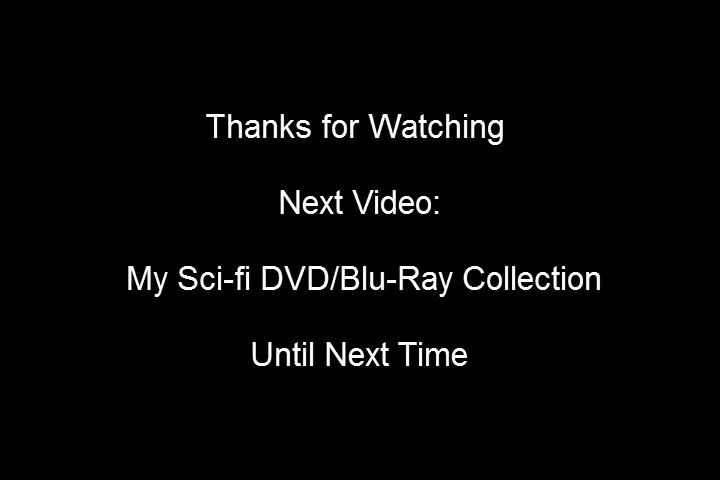 Thanks for Watching
Next Video:
My Sci-fi DVD/Blu-Ray Collection
Until Next Time